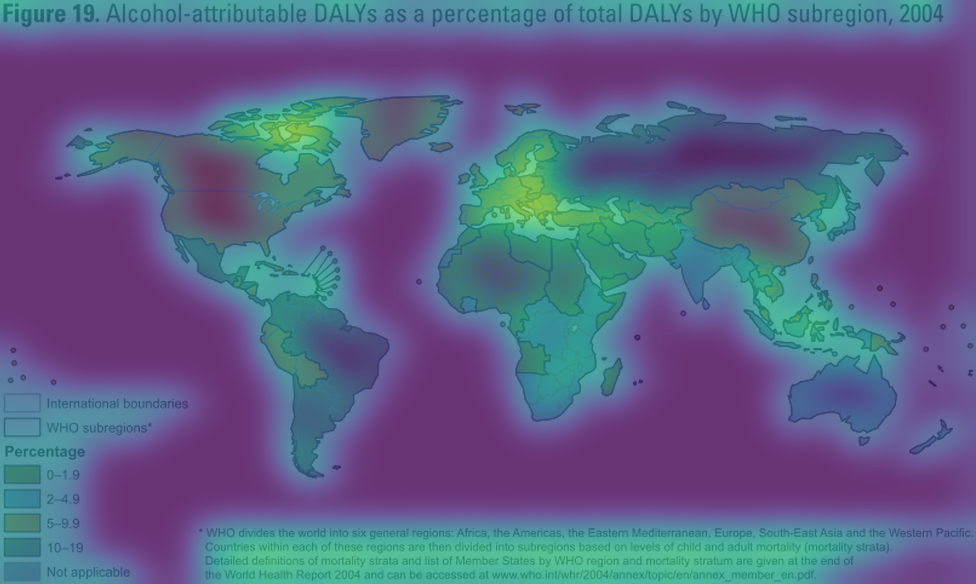 Figure 19. Alcohol-attributable DALYs as a percentage of total DALYs by WHO subregion, 2004
International boundaries
WHO subregions*
Percentage
0–1.9
2–4.9
5–9.9
10–19
Not applicable
* WHO divides the world into six general regions: Africa, the Americas, the Eastern Mediterranean, Europe, South-East Asia and the Western Pacific.
Countries within each of these regions are then divided into subregions based on levels of child and adult mortality (mortality strata).
Detailed definitions of mortality strata and list of Member States by WHO region and mortality stratum are given at the end of
the World Health Report 2004 and can be accessed at www.who.int/whr/2004/annex/topic/en/annex_member_en.pdf